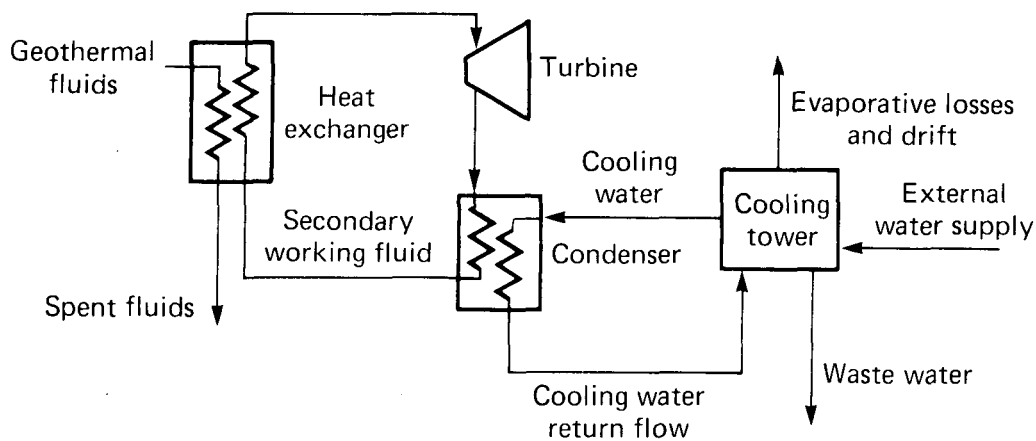 Geothermal
fluids
Heat
exchanger
Turbine
Evaporative losses
and drift
Cooling
water
Cooling
tower
External
water supply
Secondary
working fluid
Condenser
Spent fluids
Waste water
Cooling water
return flow